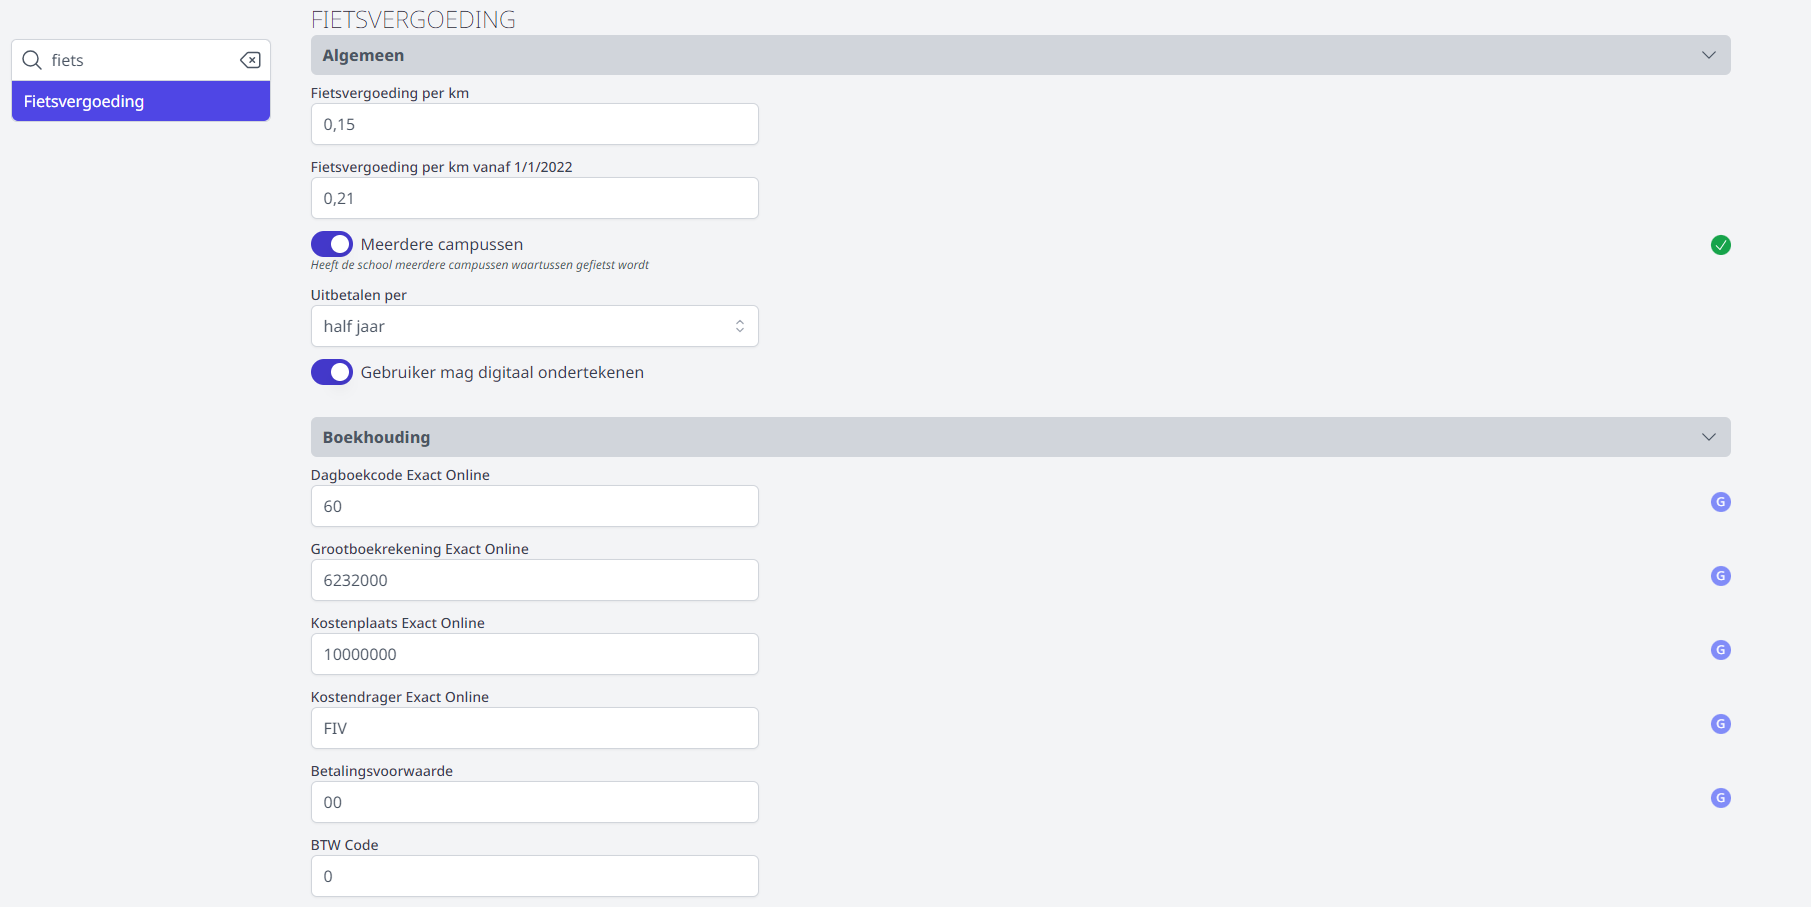 FIETSVERGOEDING
fiets
Fietsvergoeding
Algemeen
Fietsvergoeding per km
0,15
Fietsvergoeding per km vanaf 1/1/2022
0,21
Meerdere campussen
Heeft de school meerdere campussen waartussen gefietst wordt
Uitbetalen per
half jaar
Gebruiker mag digitaal ondertekenen
Boekhouding
Dagboekcode Exact Online
60
G
Grootboekrekening Exact Online
6232000
G
Kostenplaats Exact Online
10000000
G
Kostendrager Exact Online
FIV
G
Betalingsvoorwaarde
00
G
BTW Code
0